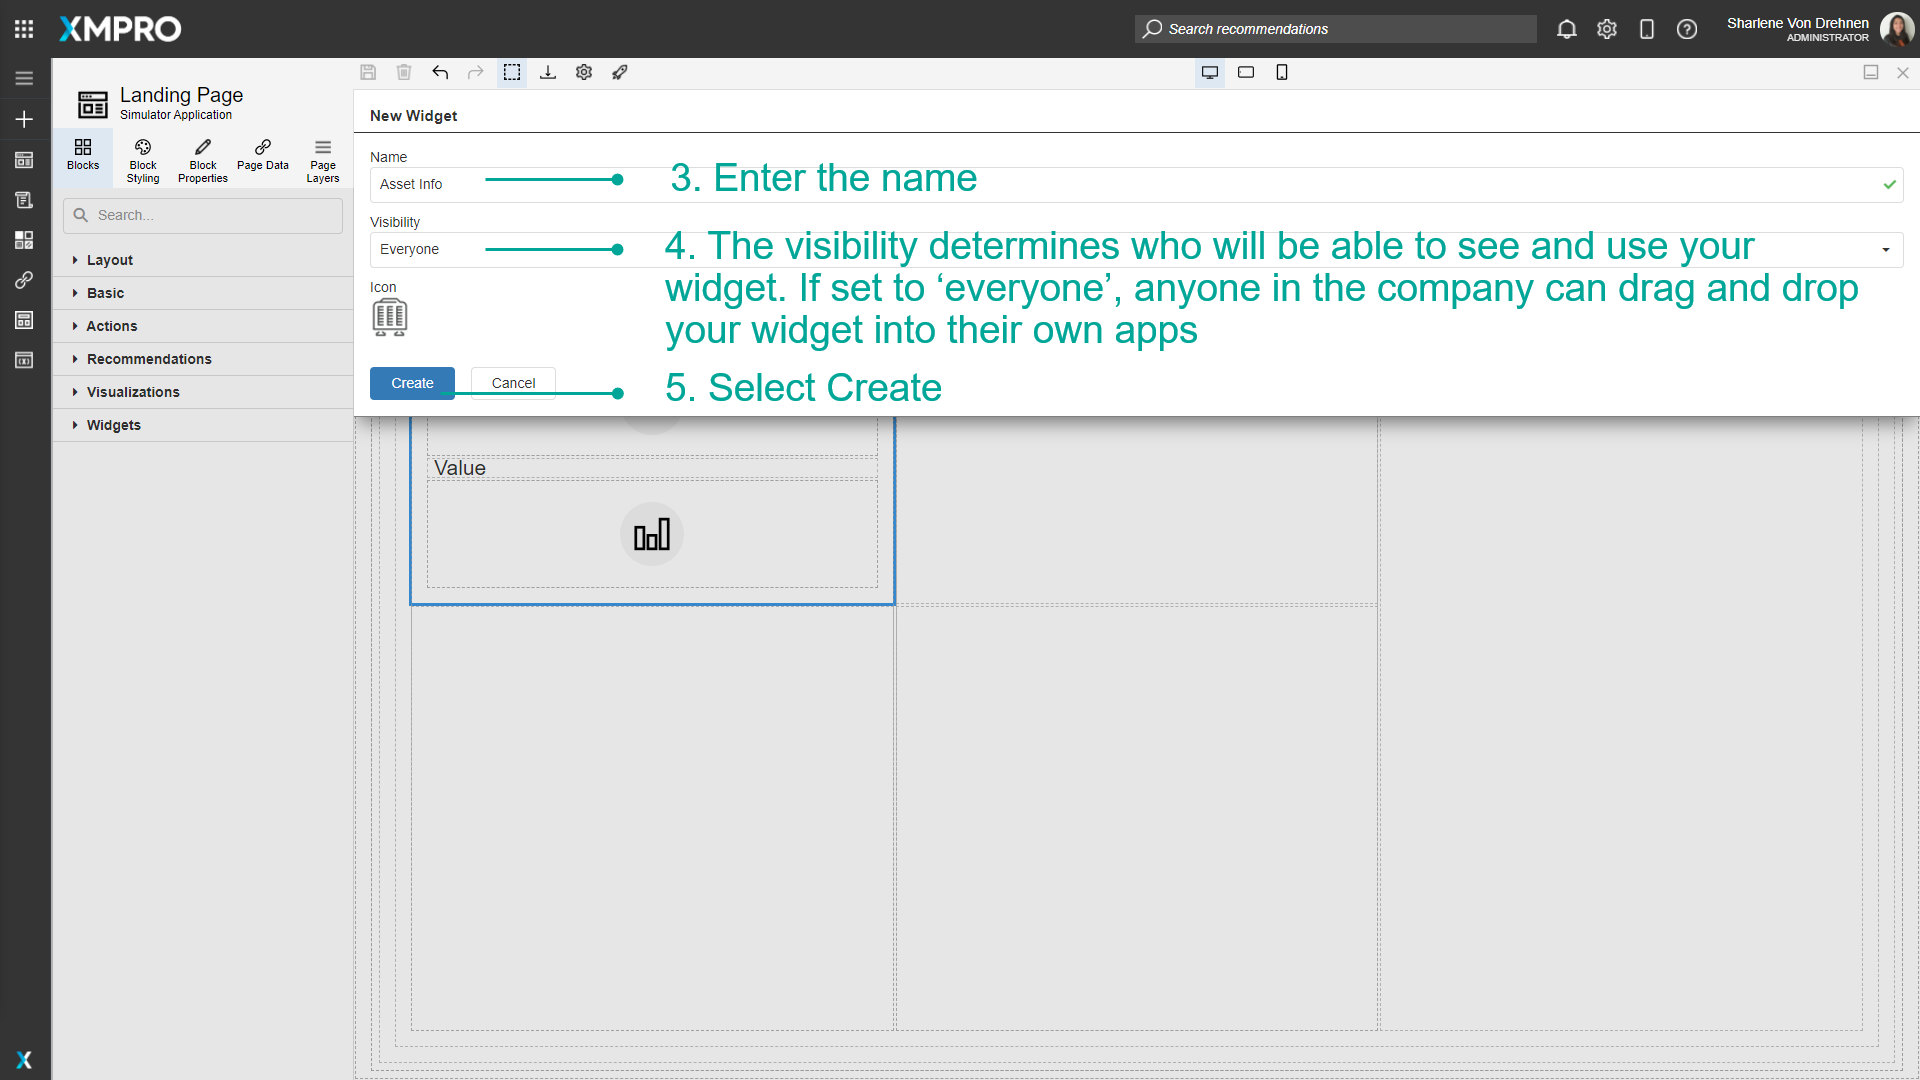 XMPRO
Search recommendations
Sharlene Von Drehnen
ADMINISTRATOR
Landing Page
Simulator Application
Blocks
Block Styling
Block Properties
Page Data
Page Layers
Search...
Layout
Basic
Actions
Recommendations
Visualizations
Widgets
New Widget
Name
Asset Info
3. Enter the name
Visibility
Everyone
4. The visibility determines who will be able to see and use your
widget. If set to ‘everyone’, anyone in the company can drag and drop
your widget into their own apps
Icon
Create
Cancel
5. Select Create
Value